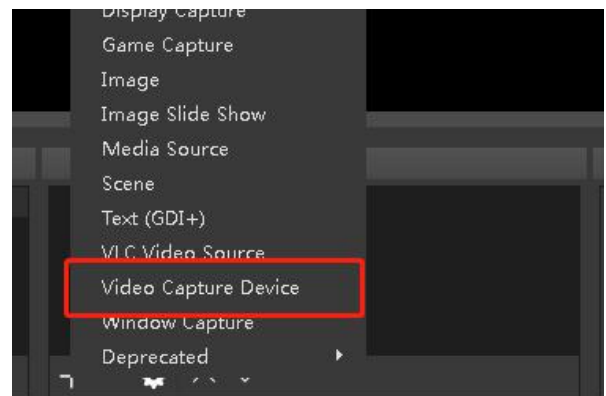 Display Capture
Game Capture
Image
Image Slide Show
Media Source
Scene
Text (GDI+)
VLC Video Source
Video Capture Device
Window Capture
Deprecated